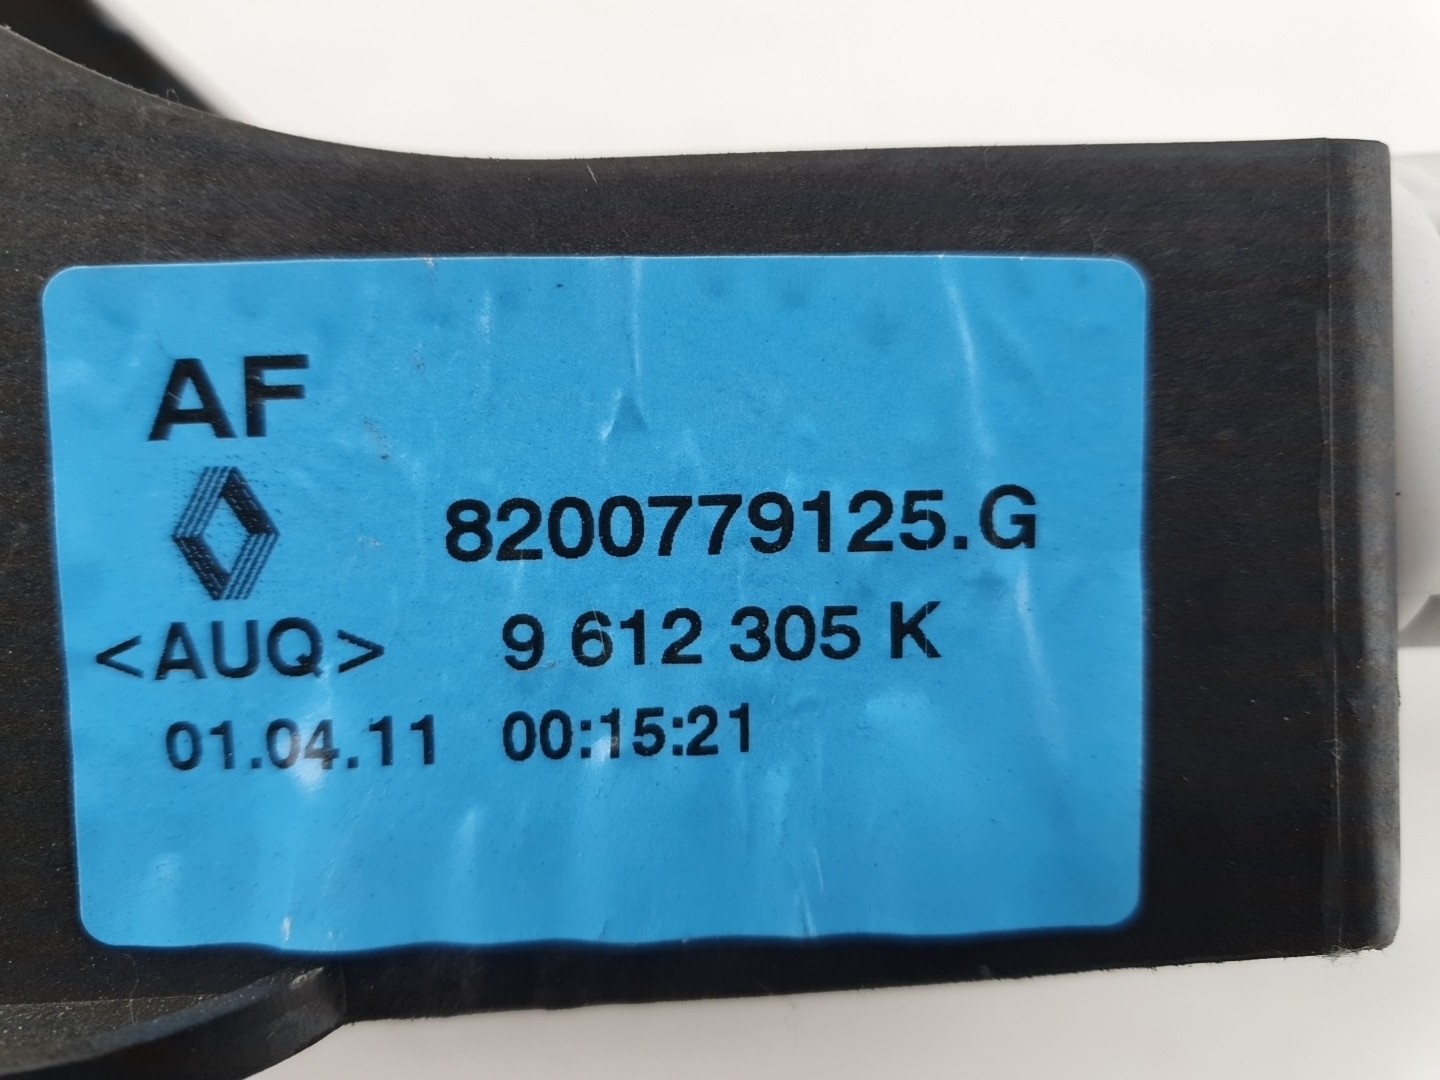 AF
8200779125.G
<AUQ> 9 612 305 K
01.04.11 00:15:21